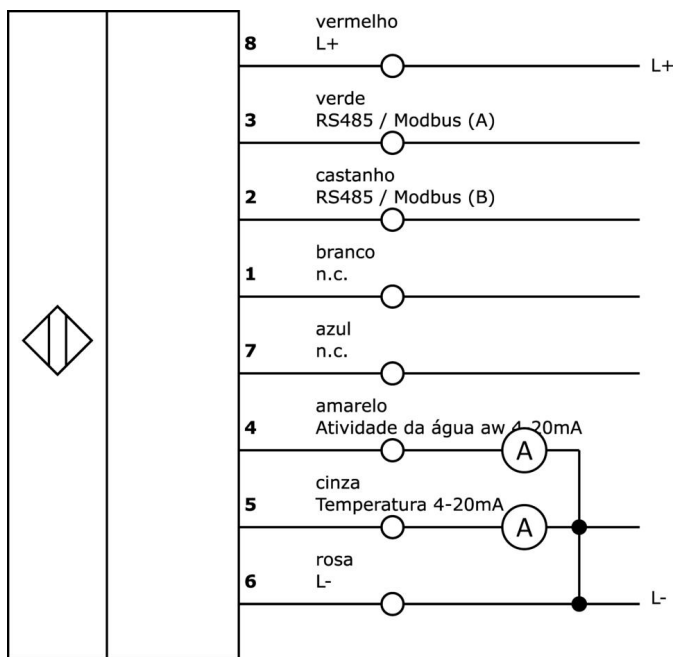 vermelho
8 L+
L+
verde
3 RS485 / Modbus (A)
castanho
2 RS485 / Modbus (B)
branco
1 n.c.
azul
7 n.c.
amarelo
4 Atividade da água aw 4-20mA
A
cinza
5 Temperatura 4-20mA
A
rosa
6 L-
L-